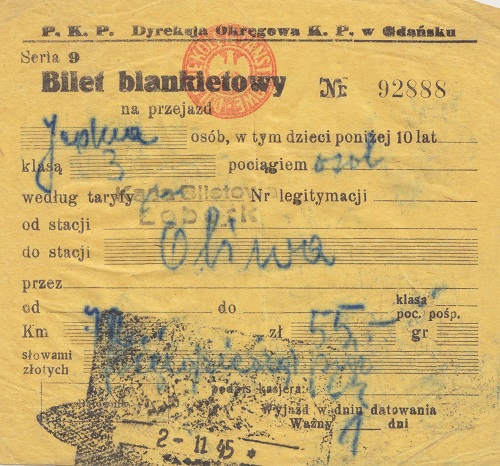 P. K. P. Dyrekcja Okręgowa K. P. w Gdańsku
Seria 9
Bilet blankietowy № 92888
na przejazd
Jedna osób, w tym dzieci poniżej 10 lat
klasą 3 pociągiem osob
według taryfy Nr legitymacji
Kasa Biletowa
od stacji
do stacji Oliwa
przez
od do klasa
poc. pośp.
Km zł 55,- gr
słowami
złotych
podpis kasjera:
Wyjazd w dniu datowania
Ważny 1 dni
2-11 45